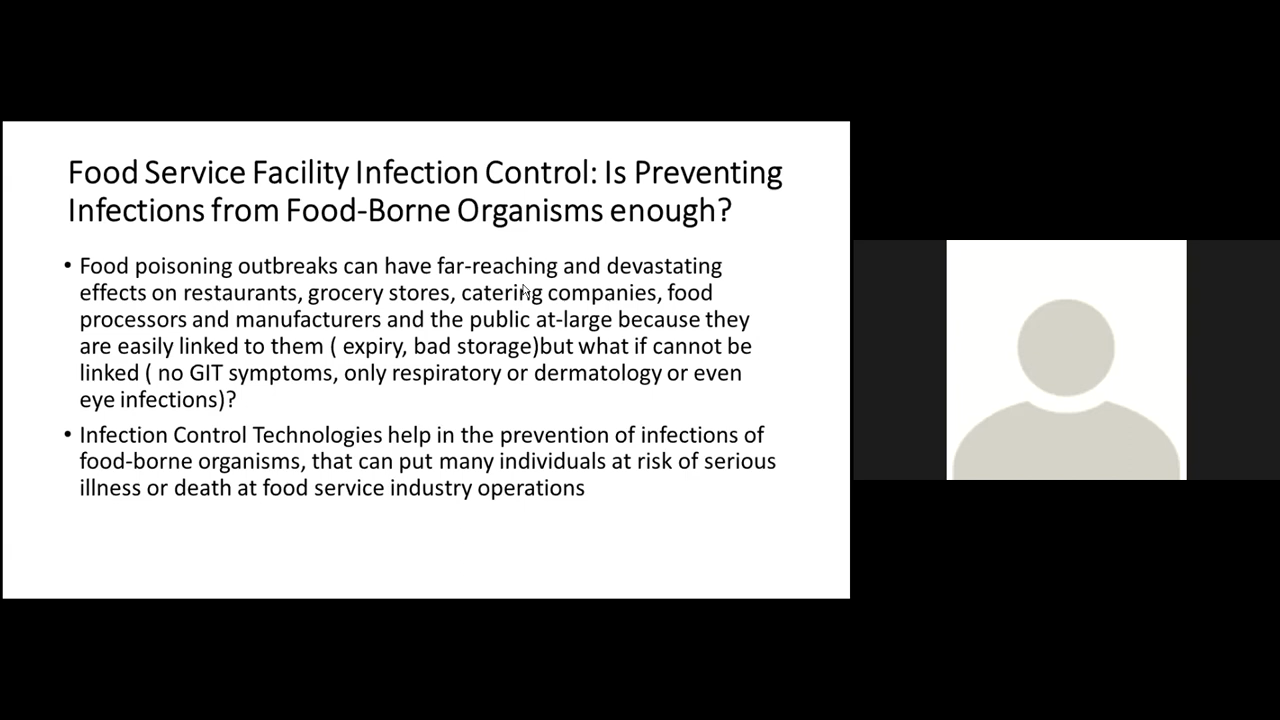 Food Service Facility Infection Control: Is Preventing
Infections from Food-Borne Organisms enough?
• Food poisoning outbreaks can have far-reaching and devastating
effects on restaurants, grocery stores, catering companies, food
processors and manufacturers and the public at-large because they
are easily linked to them ( expiry, bad storage)but what if cannot be
linked ( no GIT symptoms, only respiratory or dermatology or even
eye infections)?
• Infection Control Technologies help in the prevention of infections of
food-borne organisms, that can put many individuals at risk of serious
illness or death at food service industry operations